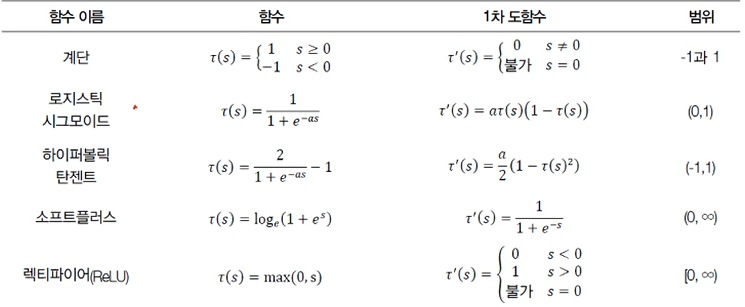 함수 이름 함수 1차 도함수 범위
계단 τ(s) = { 1 s ≥ 0 −1 s < 0 τ′(s) = { 0 s ≠ 0 불가 s = 0 -1과 1
로지스틱 시그모이드 τ(s) = 1 / (1 + e^{−as}) τ′(s) = aτ(s)(1 − τ(s)) (0,1)
하이퍼볼릭 탄젠트 τ(s) = 2 / (1 + e^{−as}) − 1 τ′(s) = a/2 (1 − τ(s)²) (-1,1)
소프트플러스 τ(s) = log_e(1 + e^s) τ′(s) = 1 / (1 + e^{−s}) (0, ∞)
렉티파이어(ReLU) τ(s) = max(0, s) τ′(s) = { 0 s < 0 1 s > 0 불가 s = 0 [0, ∞)